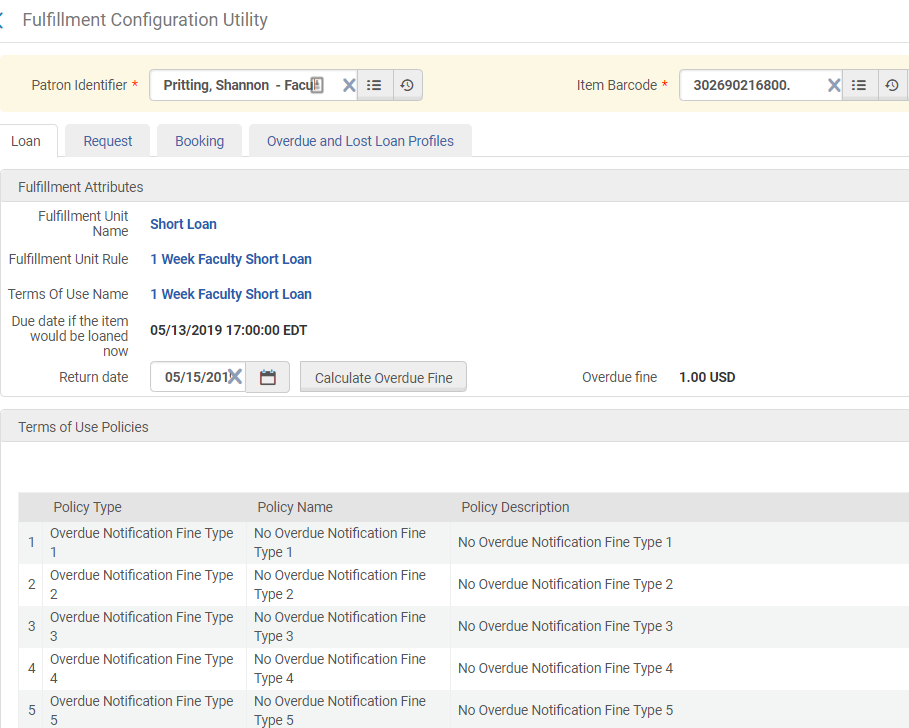 Fulfillment Configuration Utility
Patron Identifier * Pritting, Shannon - Facu Item Barcode * 302690216800.
Loan Request Booking Overdue and Lost Loan Profiles
Fulfillment Attributes
Fulfillment Unit
Name
Short Loan
Fulfillment Unit Rule 1 Week Faculty Short Loan
Terms Of Use Name 1 Week Faculty Short Loan
Due date if the item
would be loaned
now
05/13/2019 17:00:00 EDT
Return date 05/15/201 Calculate Overdue Fine Overdue fine 1.00 USD
Terms of Use Policies
Policy Type Policy Name Policy Description
1 Overdue Notification Fine Type
1
No Overdue Notification Fine
Type 1
No Overdue Notification Fine Type 1
2 Overdue Notification Fine Type
2
No Overdue Notification Fine
Type 2
No Overdue Notification Fine Type 2
3 Overdue Notification Fine Type
3
No Overdue Notification Fine
Type 3
No Overdue Notification Fine Type 3
4 Overdue Notification Fine Type
4
No Overdue Notification Fine
Type 4
No Overdue Notification Fine Type 4
5 Overdue Notification Fine Type
5
No Overdue Notification Fine
Type 5
No Overdue Notification Fine Type 5